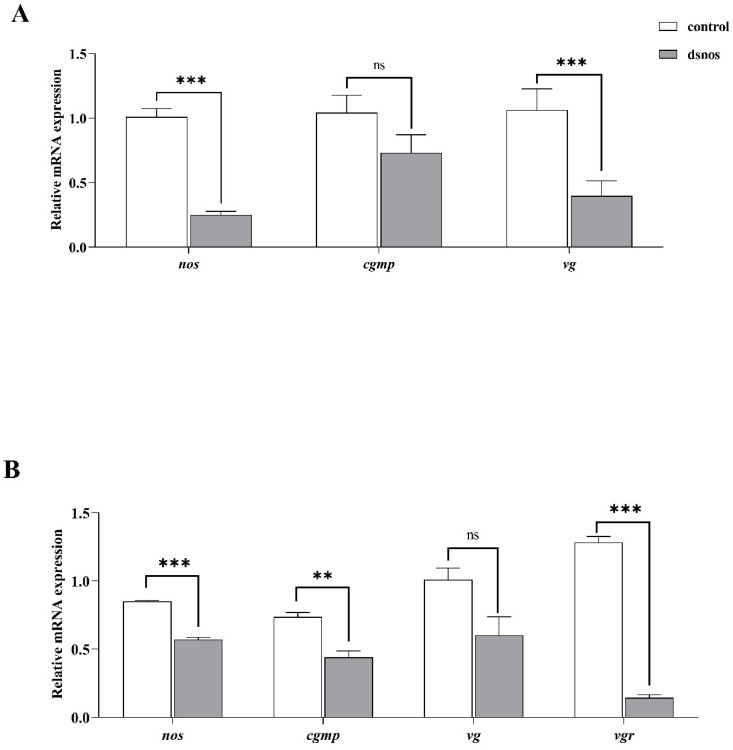 A
control
dsnos
Relative mRNA expression
1.5
1.0
0.5
0.0
***
ns
***
nos
cgmp
vg
B
Relative mRNA expression
1.5
1.0
0.5
0.0
***
**
ns
***
nos
cgmp
vg
vgr